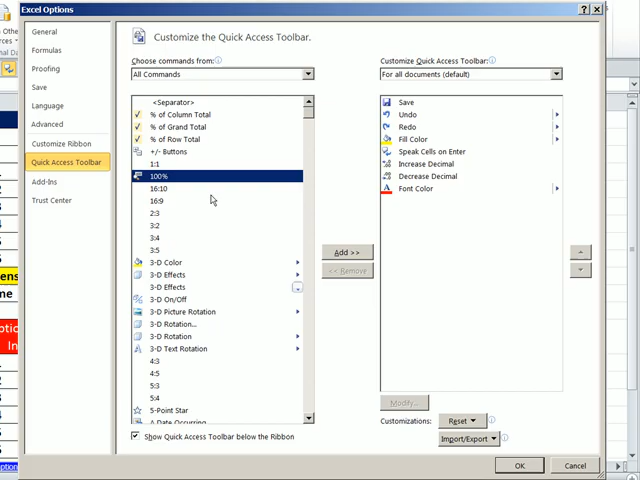 Excel Options
General
Formulas
Proofing
Save
Language
Advanced
Customize Ribbon
Quick Access Toolbar
Add-Ins
Trust Center
Customize the Quick Access Toolbar.
Choose commands from:
All Commands
<Separator>
% of Column Total
% of Grand Total
% of Row Total
+/- Buttons
1:1
100%
16:10
16:9
2:3
3:2
3:4
3:5
3-D Color
3-D Effects
3-D Effects
3-D On/Off
3-D Picture Rotation
3-D Rotation...
3-D Rotation
3-D Text Rotation
4:3
4:5
5:3
5:4
5-Point Star
A Date Occurring
Show Quick Access Toolbar below the Ribbon
Add >>
<< Remove
Customize Quick Access Toolbar:
For all documents (default)
Save
Undo
Redo
Fill Color
Speak Cells on Enter
Increase Decimal
Decrease Decimal
Font Color
Modify...
Customizations:
Reset
Import/Export
OK
Cancel